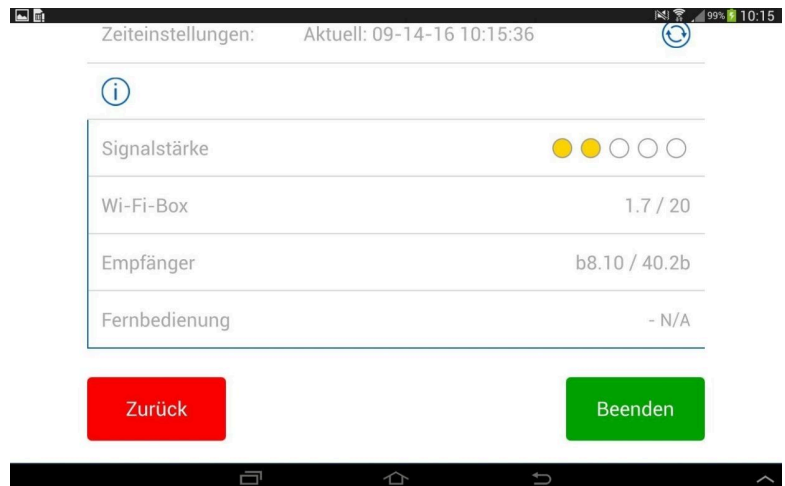 99% 10:15
Zeiteinstellungen: Aktuell: 09-14-16 10:15:36
i
Signalstärke
Wi-Fi-Box 1.7 / 20
Empfänger b8.10 / 40.2b
Fernbedienung - N/A
Zurück Beenden